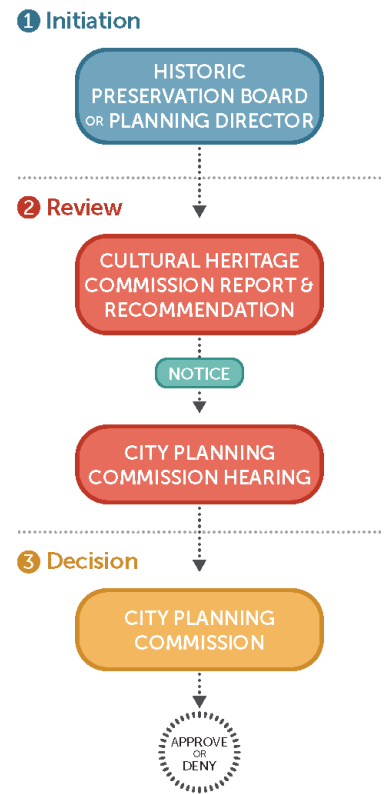 1 Initiation
HISTORIC
PRESERVATION BOARD
OR PLANNING DIRECTOR
2 Review
CULTURAL HERITAGE
COMMISSION REPORT &
RECOMMENDATION
NOTICE
CITY PLANNING
COMMISSION HEARING
3 Decision
CITY PLANNING
COMMISSION
APPROVE
OR
DENY